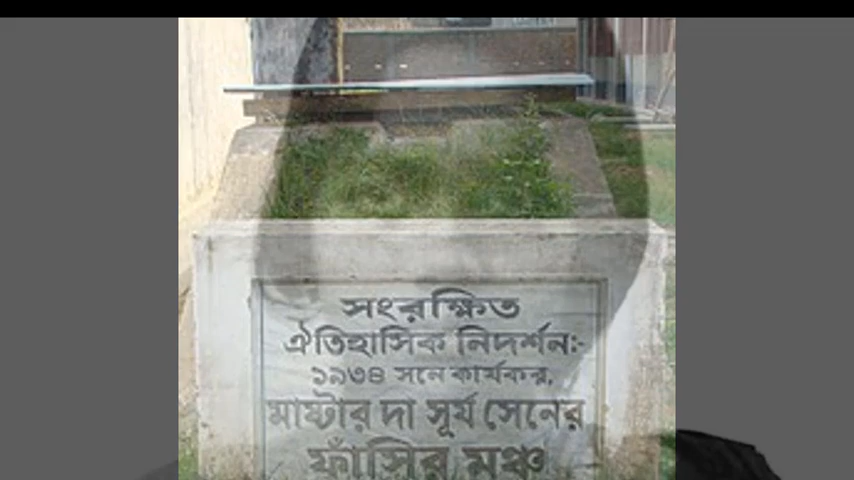 সংরক্ষিত
ঐতিহাসিক নিদর্শন:-
১৯৩৪ সনে কার্যকর,
মাষ্টার দা সূর্য সেনের
ফাঁসির মঞ্চ